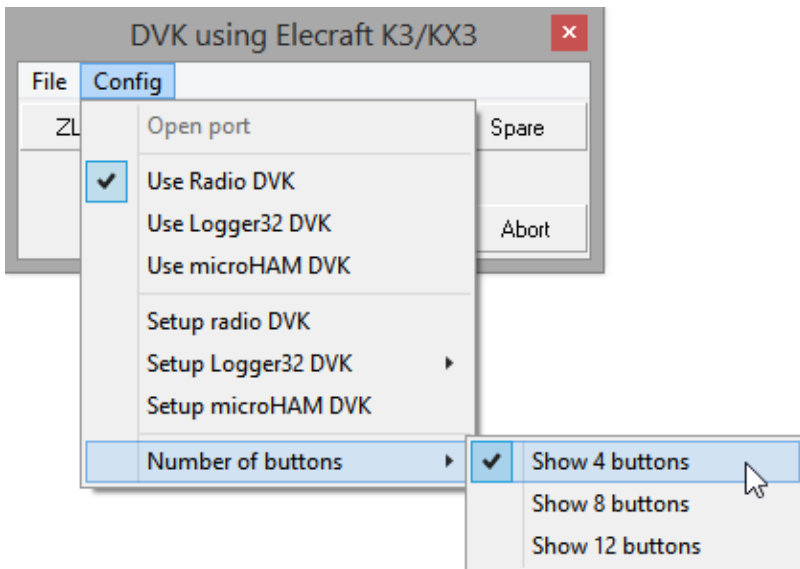 DVK using Elecraft K3/KX3
File Config
ZL
Spare
Open port
Use Radio DVK
Use Logger32 DVK
Abort
Use microHAM DVK
Setup radio DVK
Setup Logger32 DVK
Setup microHAM DVK
Number of buttons
Show 4 buttons
Show 8 buttons
Show 12 buttons